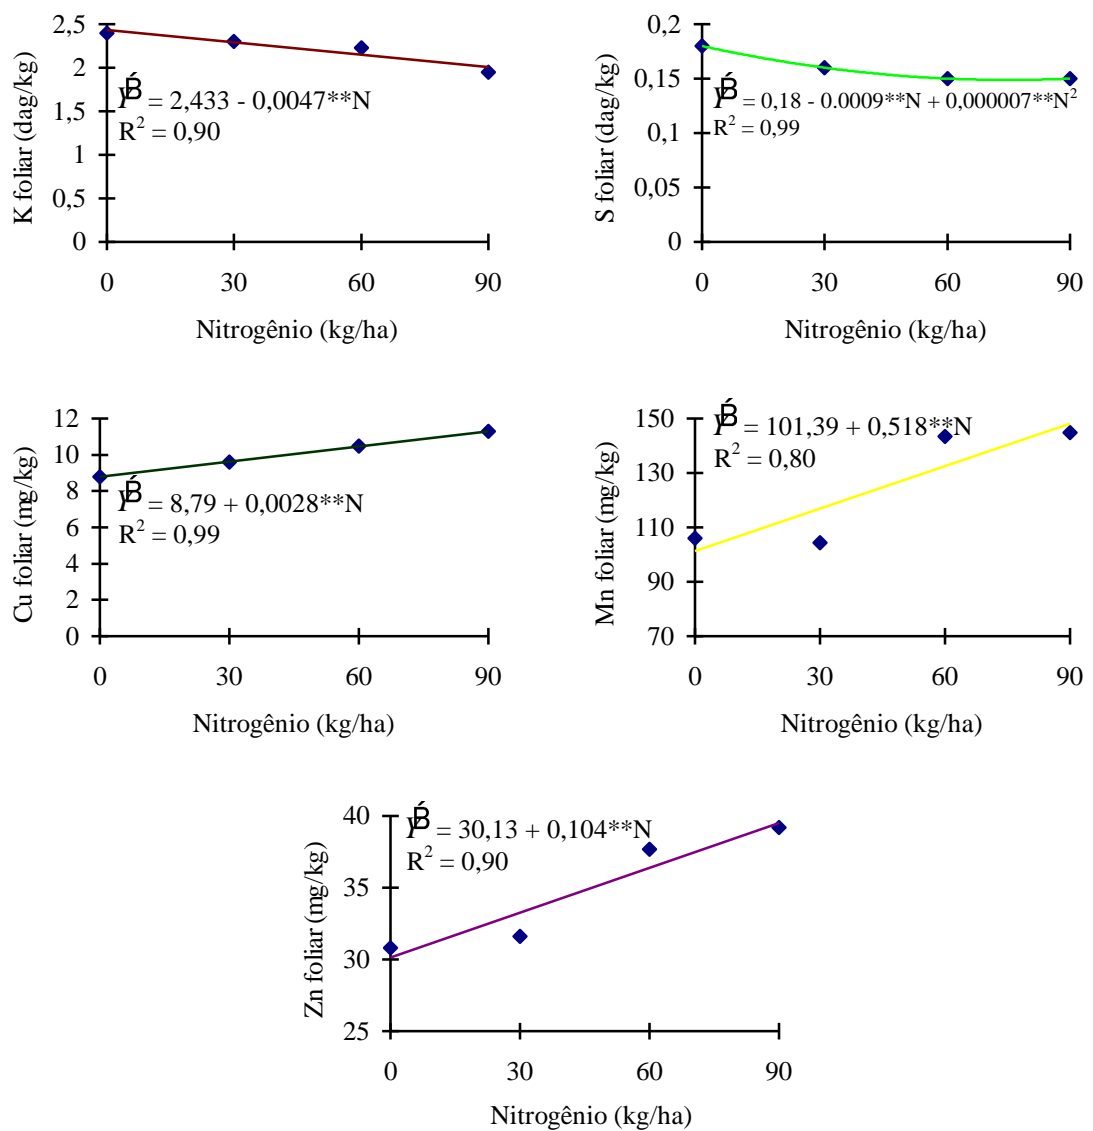 2,5
2
1,5
1
0,5
0
K foliar (dag/kg)
= 2,433 - 0,0047**N
R² = 0,90
0 30 60 90
Nitrogênio (kg/ha)
0,2
0,15
0,1
0,05
0
S foliar (dag/kg)
= 0,18 - 0.0009**N + 0,000007**N²
R² = 0,99
0 30 60 90
Nitrogênio (kg/ha)
12
10
8
6
4
2
0
Cu foliar (mg/kg)
= 8,79 + 0,0028**N
R² = 0,99
0 30 60 90
Nitrogênio (kg/ha)
150
130
110
90
70
Mn foliar (mg/kg)
= 101,39 + 0,518**N
R² = 0,80
0 30 60 90
Nitrogênio (kg/ha)
40
35
30
25
Zn foliar (mg/kg)
= 30,13 + 0,104**N
R² = 0,90
0 30 60 90
Nitrogênio (kg/ha)